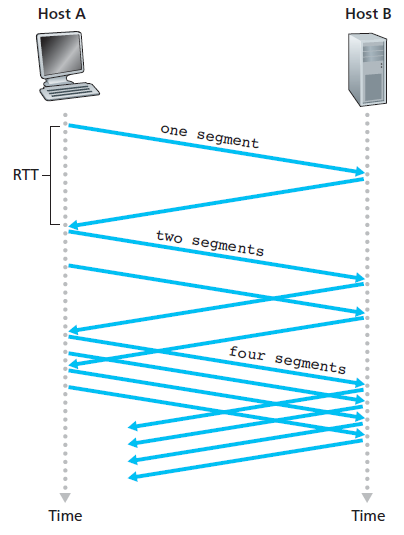 Host A
Host B
one segment
RTT
two segments
four segments
Time
Time